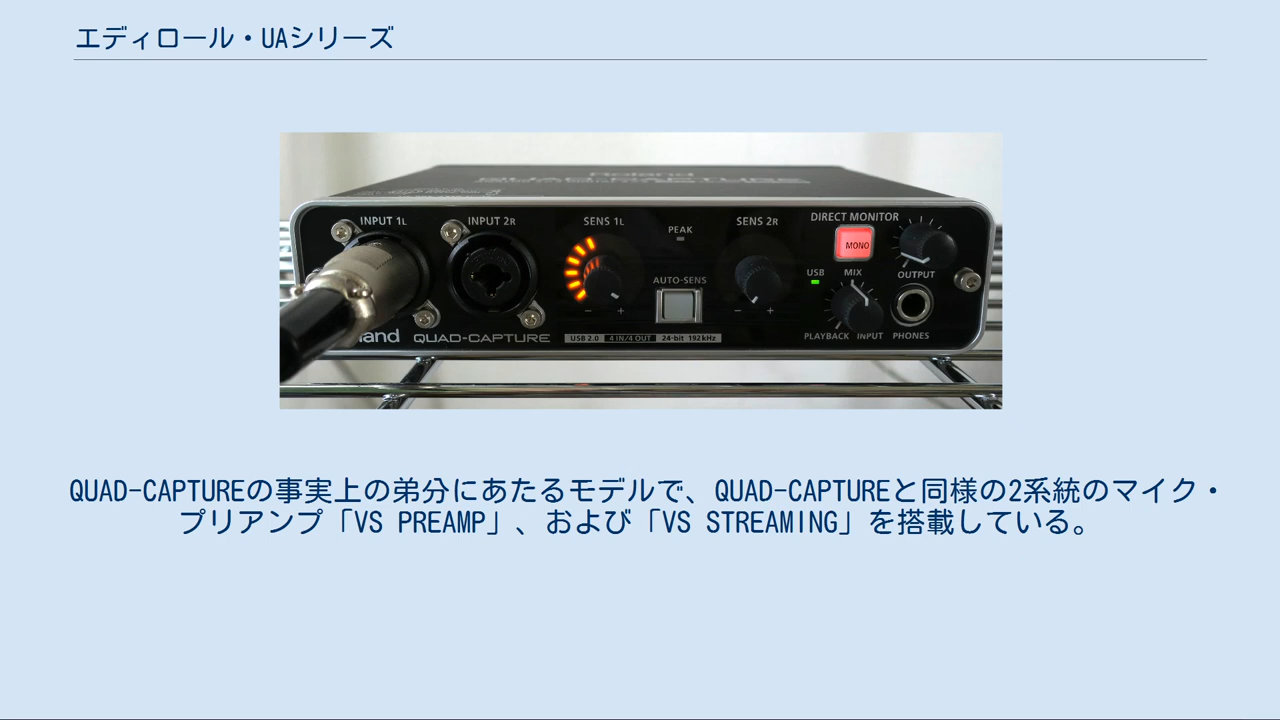 エディロール・UAシリーズ
Roland
QUAD-CAPTURE
INPUT 1L
INPUT 2R
SENS 1L
PEAK
SENS 2R
DIRECT MONITOR
MONO
AUTO-SENS
USB
MIX
OUTPUT
- +
- +
land QUAD-CAPTURE
USB 2.0 4 IN/4 OUT 24-bit 192kHz
PLAYBACK INPUT PHONES
QUAD-CAPTUREの事実上の弟分にあたるモデルで、QUAD-CAPTUREと同様の2系統のマイク・
プリアンプ「VS PREAMP」、および「VS STREAMING」を搭載している。